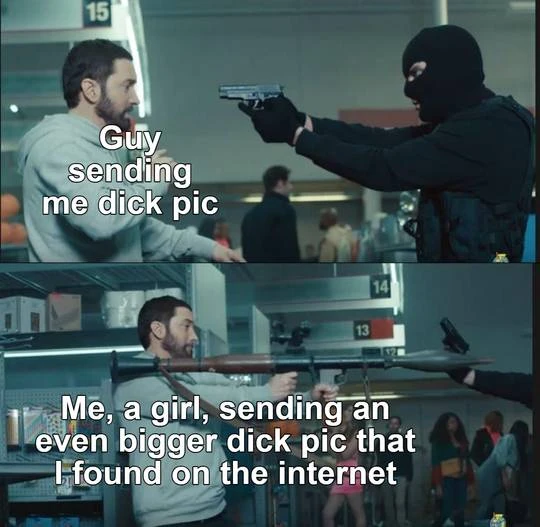 15
Guy
sending
me dick pic
14
13
12
Me, a girl, sending an
even bigger dick pic that
I found on the internet